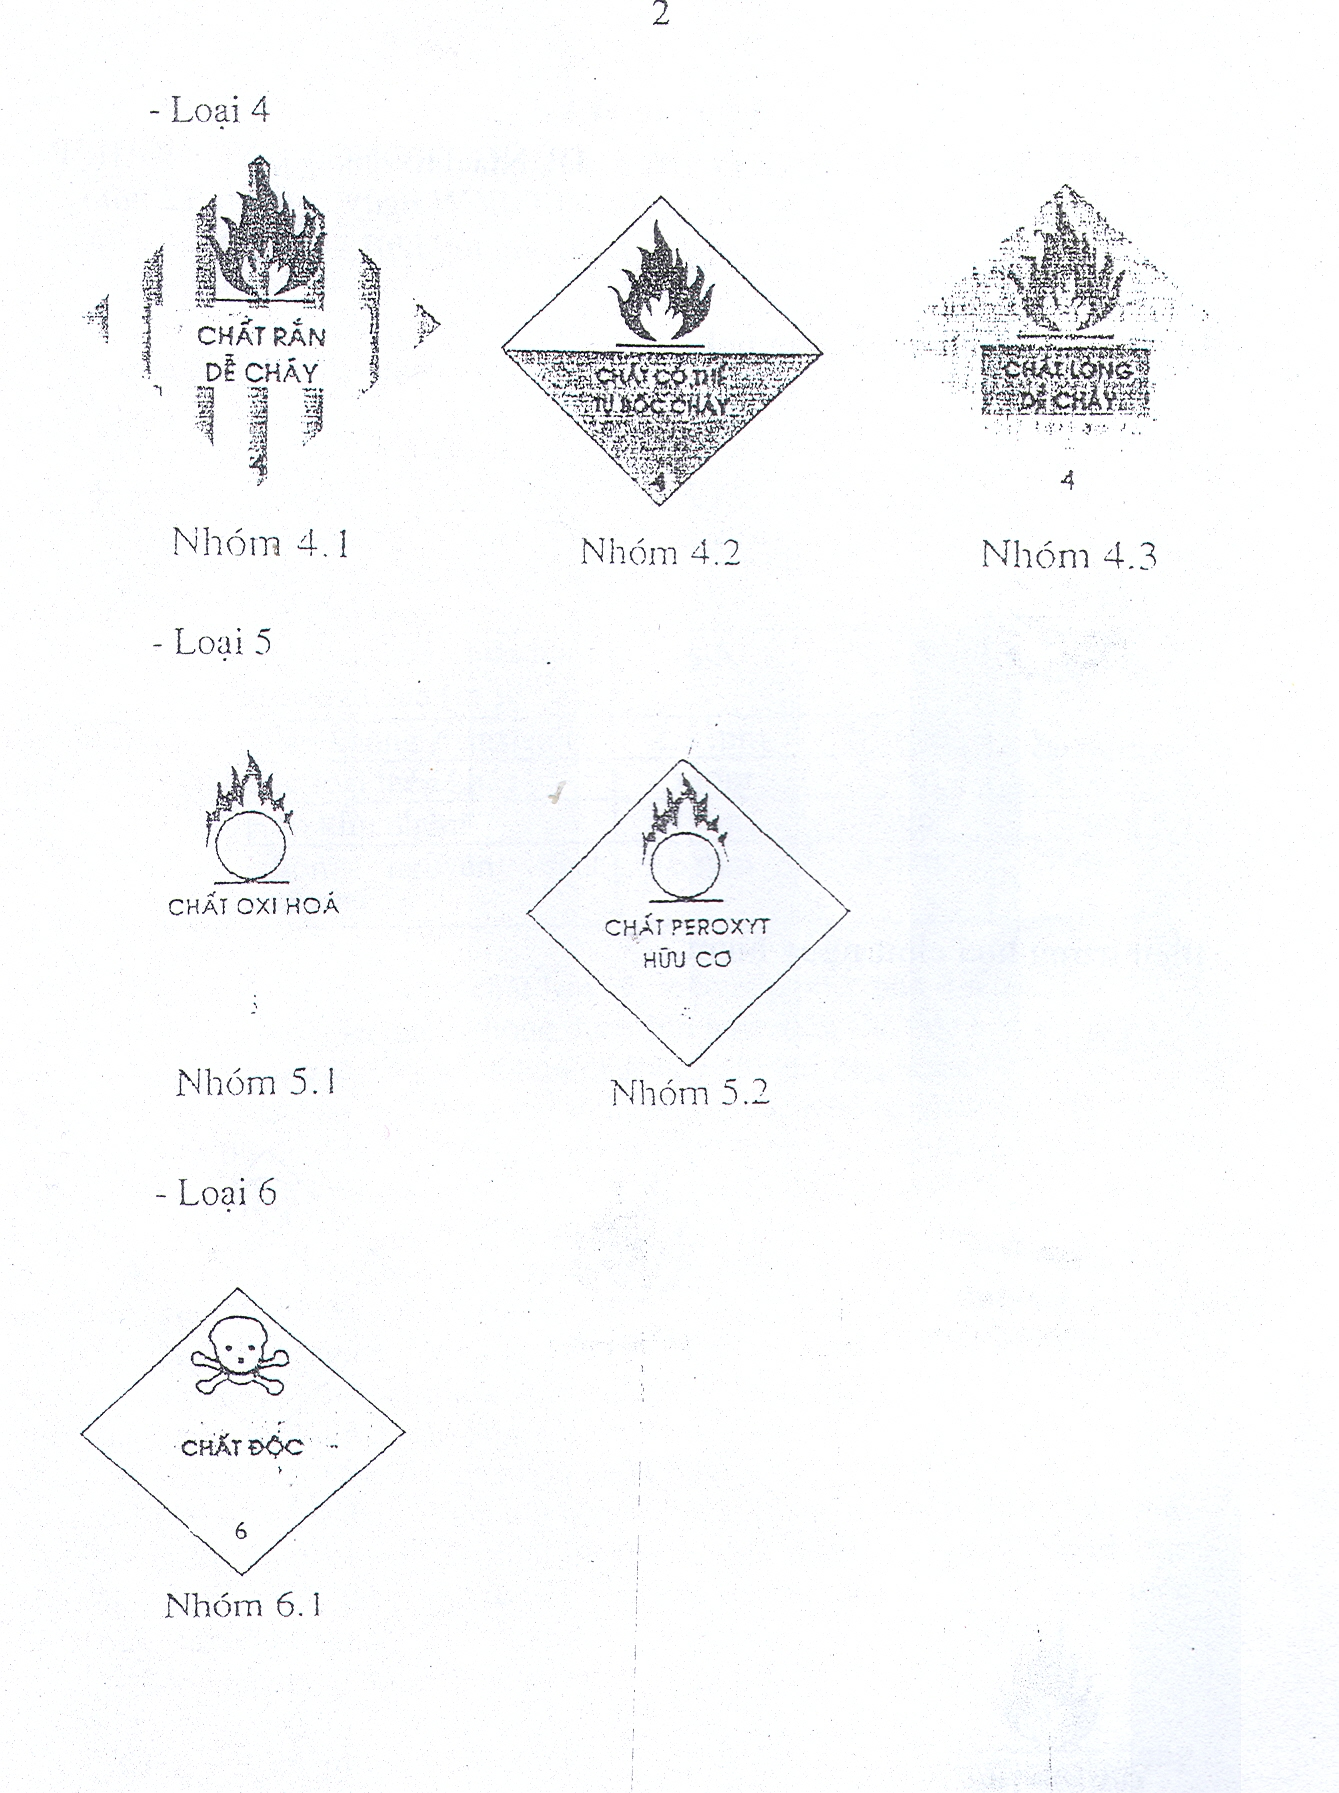 2
- Loại 4
CHẤT RẮN
DỄ CHÁY
4
CHẤT CÓ THỂ
TỰ BỐC CHÁY
4
CHẤT LỎNG
DỄ CHÁY
4
Nhóm 4.1
Nhóm 4.2
Nhóm 4.3
- Loại 5
CHẤT OXI HOÁ
CHẤT PEROXYT
HỮU CƠ
Nhóm 5.1
Nhóm 5.2
- Loại 6
CHẤT ĐỘC
6
Nhóm 6.1